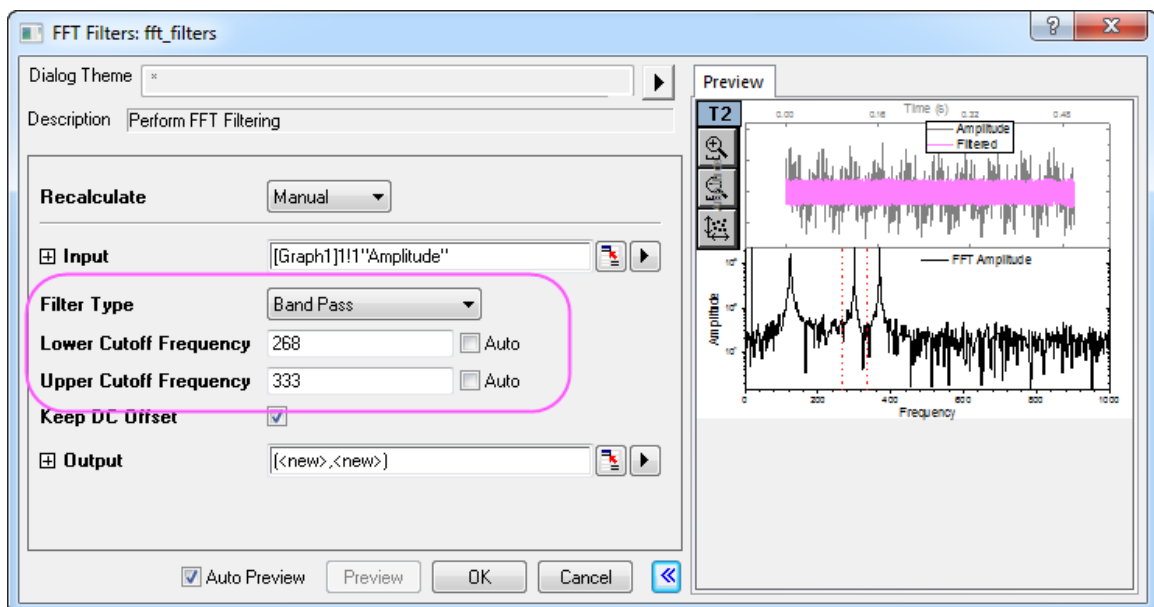 FFT Filters: fft_filters
Dialog Theme *
Description Perform FFT Filtering
Recalculate Manual
Input [Graph1]1!1"Amplitude"
Filter Type Band Pass
Lower Cutoff Frequency 268 Auto
Upper Cutoff Frequency 333 Auto
Keep DC Offset
Output (<new>,<new>)
Auto Preview Preview OK Cancel
Preview
T2
Time (s)
0.00 0.16 0.32 0.48
Amplitude
Filtered
FFT Amplitude
Amplitude
0 200 400 600 800 1000
Frequency